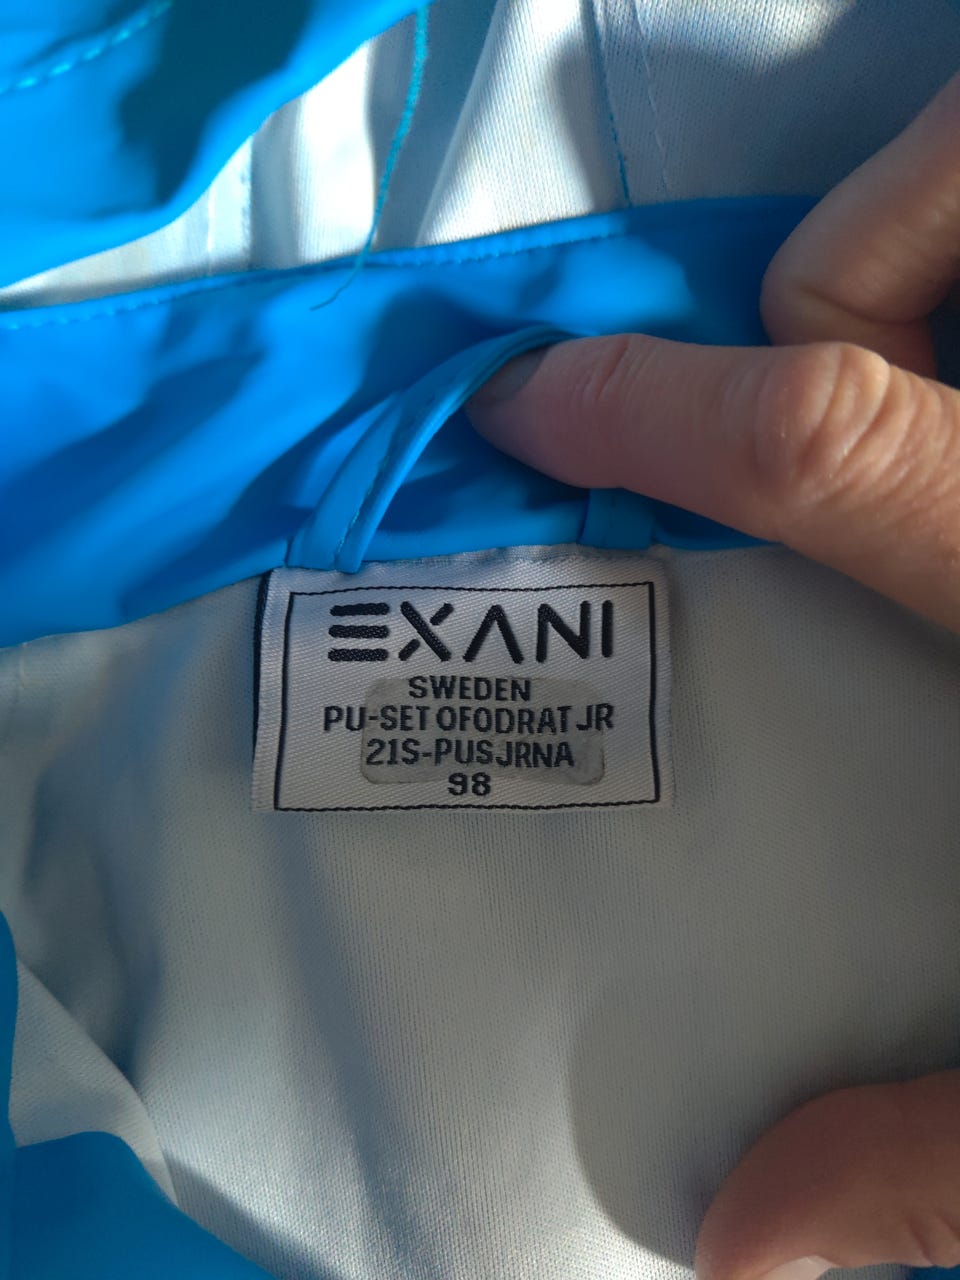 EXANI
SWEDEN
PU-SET OFODRAT JR
21S-PUSJRNA
98